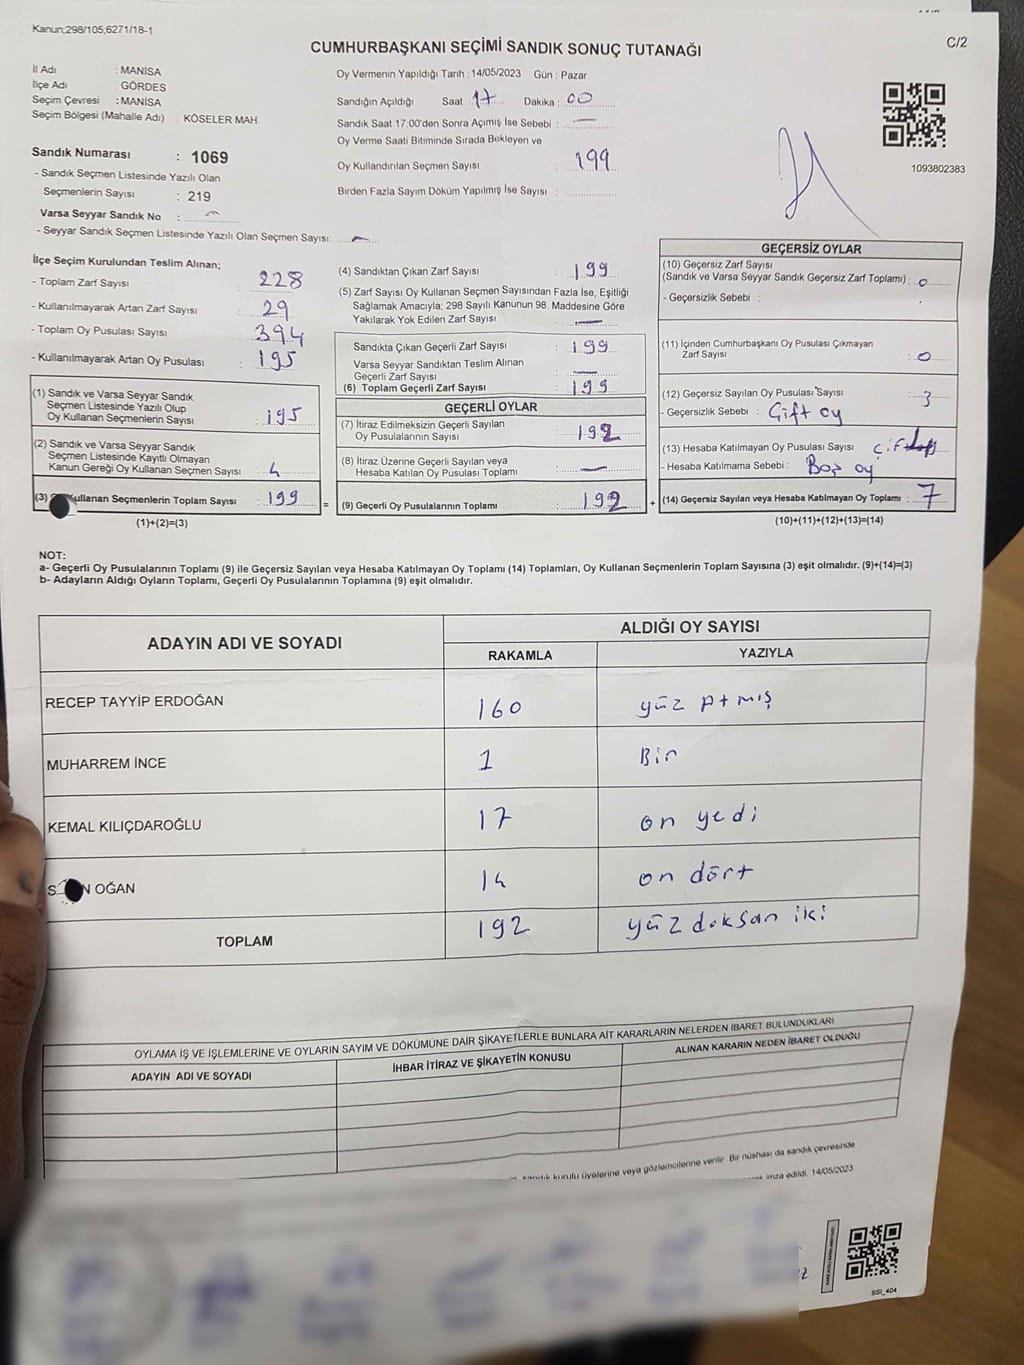 Kanun;298/105,6271/18-1
C/2
CUMHURBAŞKANI SEÇİMİ SANDIK SONUÇ TUTANAĞI
İl Adı : MANİSA
İlçe Adı : GÖRDES
Seçim Çevresi : MANİSA
Seçim Bölgesi (Mahalle Adı) : KÖSELER MAH.
Sandık Numarası : 1069
- Sandık Seçmen Listesinde Yazılı Olan
Seçmenlerin Sayısı : 219
Varsa Seyyar Sandık No : —
- Seyyar Sandık Seçmen Listesinde Yazılı Olan Seçmen Sayısı: —
Oy Vermenin Yapıldığı Tarih : 14/05/2023 Gün : Pazar
Sandığın Açıldığı Saat : 17 Dakika : 00
Sandık Saat 17:00'den Sonra Açımış İse Sebebi : —
Oy Verme Saati Bitiminde Sırada Bekleyen ve
Oy Kullandırılan Seçmen Sayısı : 199
Birden Fazla Sayım Döküm Yapılmış İse Sayısı :
1093802383
İlçe Seçim Kurulundan Teslim Alınan;
- Toplam Zarf Sayısı : 228
- Kullanılmayarak Artan Zarf Sayısı : 29
- Toplam Oy Pusulası Sayısı : 394
- Kullanılmayarak Artan Oy Pusulası : 195
(1) Sandık ve Varsa Seyyar Sandık
Seçmen Listesinde Yazılı Olup
Oy Kullanan Seçmenlerin Sayısı : 195
(2) Sandık ve Varsa Seyyar Sandık
Seçmen Listesinde Kayıtlı Olmayan
Kanun Gereği Oy Kullanan Seçmen Sayısı : 4
(3) Kullanan Seçmenlerin Toplam Sayısı : 199 =
(1)+(2)=(3)
(4) Sandıktan Çıkan Zarf Sayısı : 199
(5) Zarf Sayısı Oy Kullanan Seçmen Sayısından Fazla İse, Eşitliği
Sağlamak Amacıyla; 298 Sayılı Kanunun 98. Maddesine Göre
Yakılarak Yok Edilen Zarf Sayısı : —
Sandıkta Çıkan Geçerli Zarf Sayısı : 199
Varsa Seyyar Sandıktan Teslim Alınan
Geçerli Zarf Sayısı : —
(6) Toplam Geçerli Zarf Sayısı : 199
GEÇERLİ OYLAR
(7) İtiraz Edilmeksizin Geçerli Sayılan
Oy Pusulalarının Sayısı : 192
(8) İtiraz Üzerine Geçerli Sayılan veya
Hesaba Katılan Oy Pusulası Toplamı : —
(9) Geçerli Oy Pusulalarının Toplamı : 192 +
GEÇERSİZ OYLAR
(10) Geçersiz Zarf Sayısı
(Sandık ve Varsa Seyyar Sandık Geçersiz Zarf Toplamı) : 0
- Geçersizlik Sebebi :
(11) İçinden Cumhurbaşkanı Oy Pusulası Çıkmayan
Zarf Sayısı : 0
(12) Geçersiz Sayılan Oy Pusulası Sayısı : 3
- Geçersizlik Sebebi : Çift oy
(13) Hesaba Katılmayan Oy Pusulası Sayısı :
- Hesaba Katılmama Sebebi : Boş oy
(14) Geçersiz Sayılan veya Hesaba Katılmayan Oy Toplamı : 7
(10)+(11)+(12)+(13)=(14)
NOT:
a- Geçerli Oy Pusulalarının Toplamı (9) ile Geçersiz Sayılan veya Hesaba Katılmayan Oy Toplamı (14) Toplamları, Oy Kullanan Seçmenlerin Toplam Sayısına (3) eşit olmalıdır. (9)+(14)=(3)
b- Adayların Aldığı Oyların Toplamı, Geçerli Oy Pusulalarının Toplamına (9) eşit olmalıdır.
ADAYIN ADI VE SOYADI ALDIĞI OY SAYISI
RAKAMLA YAZIYLA
RECEP TAYYİP ERDOĞAN 160 yüz Atmış
MUHARREM İNCE 1 Bir
KEMAL KILIÇDAROĞLU 17 on yedi
OĞAN 14 on dört
TOPLAM 192 yüz doksan iki
OYLAMA İŞ VE İŞLEMLERİNE VE OYLARIN SAYIM VE DÖKÜMÜNE DAİR ŞİKAYETLERLE BUNLARA AİT KARARLARIN NELERDEN İBARET BULUNDUKLARI
ADAYIN ADI VE SOYADI İHBAR İTİRAZ VE ŞİKAYETİN KONUSU ALINAN KARARIN NEDEN İBARET OLDUĞU
sandık kurulu üyelerine veya gözlemcilerine verilir. Bir nüshası da sandık çevresinde
imza edildi. 14/05/2023
SSI_404